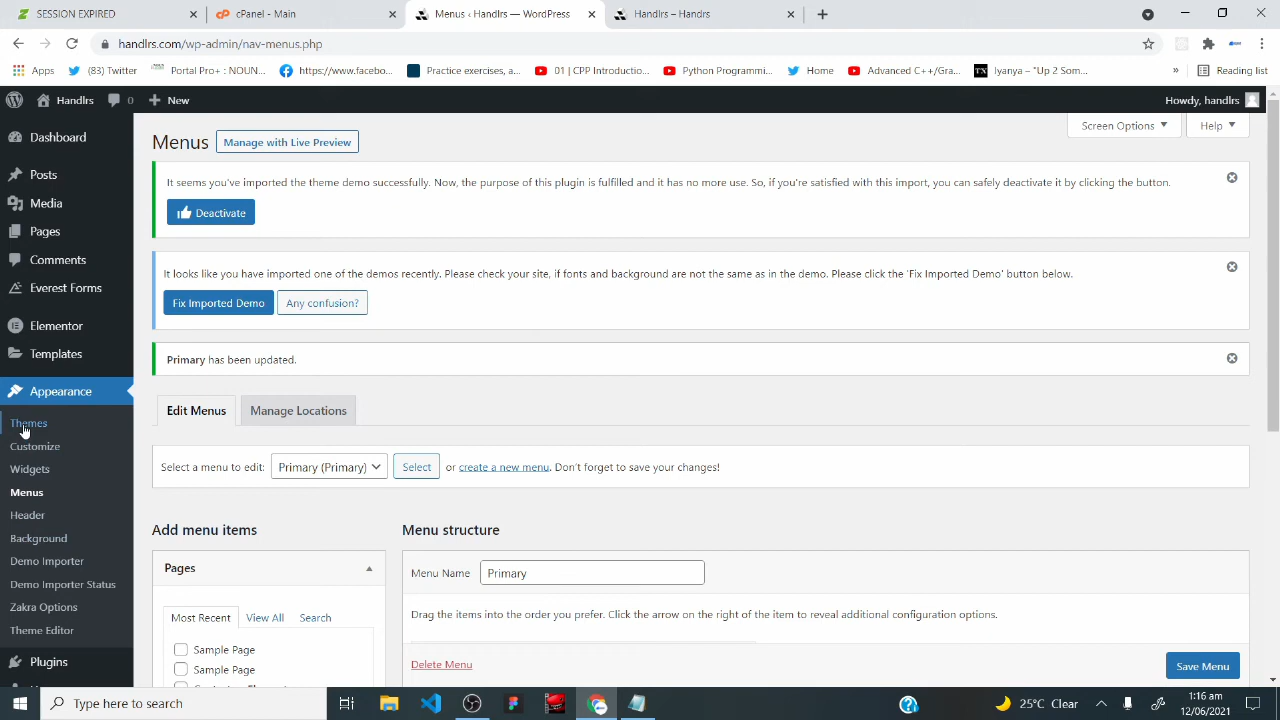 SESSION EXPIRED
cPanel - Main
Menus ‹ Handlrs — WordPress
Handlrs – Handrs
handlrs.com/wp-admin/nav-menus.php
Apps
(83) Twitter
Portal Pro+ : NOUN...
https://www.facebo...
Practice exercises, a...
01 | CPP Introductio...
Python Programmi...
Home
Advanced C++/Gra...
Iyanya – "Up 2 Som...
»
Reading list
Handlrs
0
New
Howdy, handlrs
Dashboard
Posts
Media
Pages
Comments
Everest Forms
Elementor
Templates
Appearance
Themes
Customize
Widgets
Menus
Header
Background
Demo Importer
Demo Importer Status
Zakra Options
Theme Editor
Plugins
Menus
Manage with Live Preview
Screen Options
Help
It seems you've imported the theme demo successfully. Now, the purpose of this plugin is fulfilled and it has no more use. So, if you're satisfied with this import, you can safely deactivate it by clicking the button.
Deactivate
It looks like you have imported one of the demos recently. Please check your site, if fonts and background are not the same as in the demo. Please click the 'Fix Imported Demo' button below.
Fix Imported Demo
Any confusion?
Primary has been updated.
Edit Menus
Manage Locations
Select a menu to edit: Primary (Primary) Select or create a new menu. Don't forget to save your changes!
Add menu items
Menu structure
Pages
Most Recent
View All
Search
Sample Page
Sample Page
Menu Name Primary
Drag the items into the order you prefer. Click the arrow on the right of the item to reveal additional configuration options.
Delete Menu
Save Menu
Type here to search
25°C Clear
1:16 am
12/06/2021